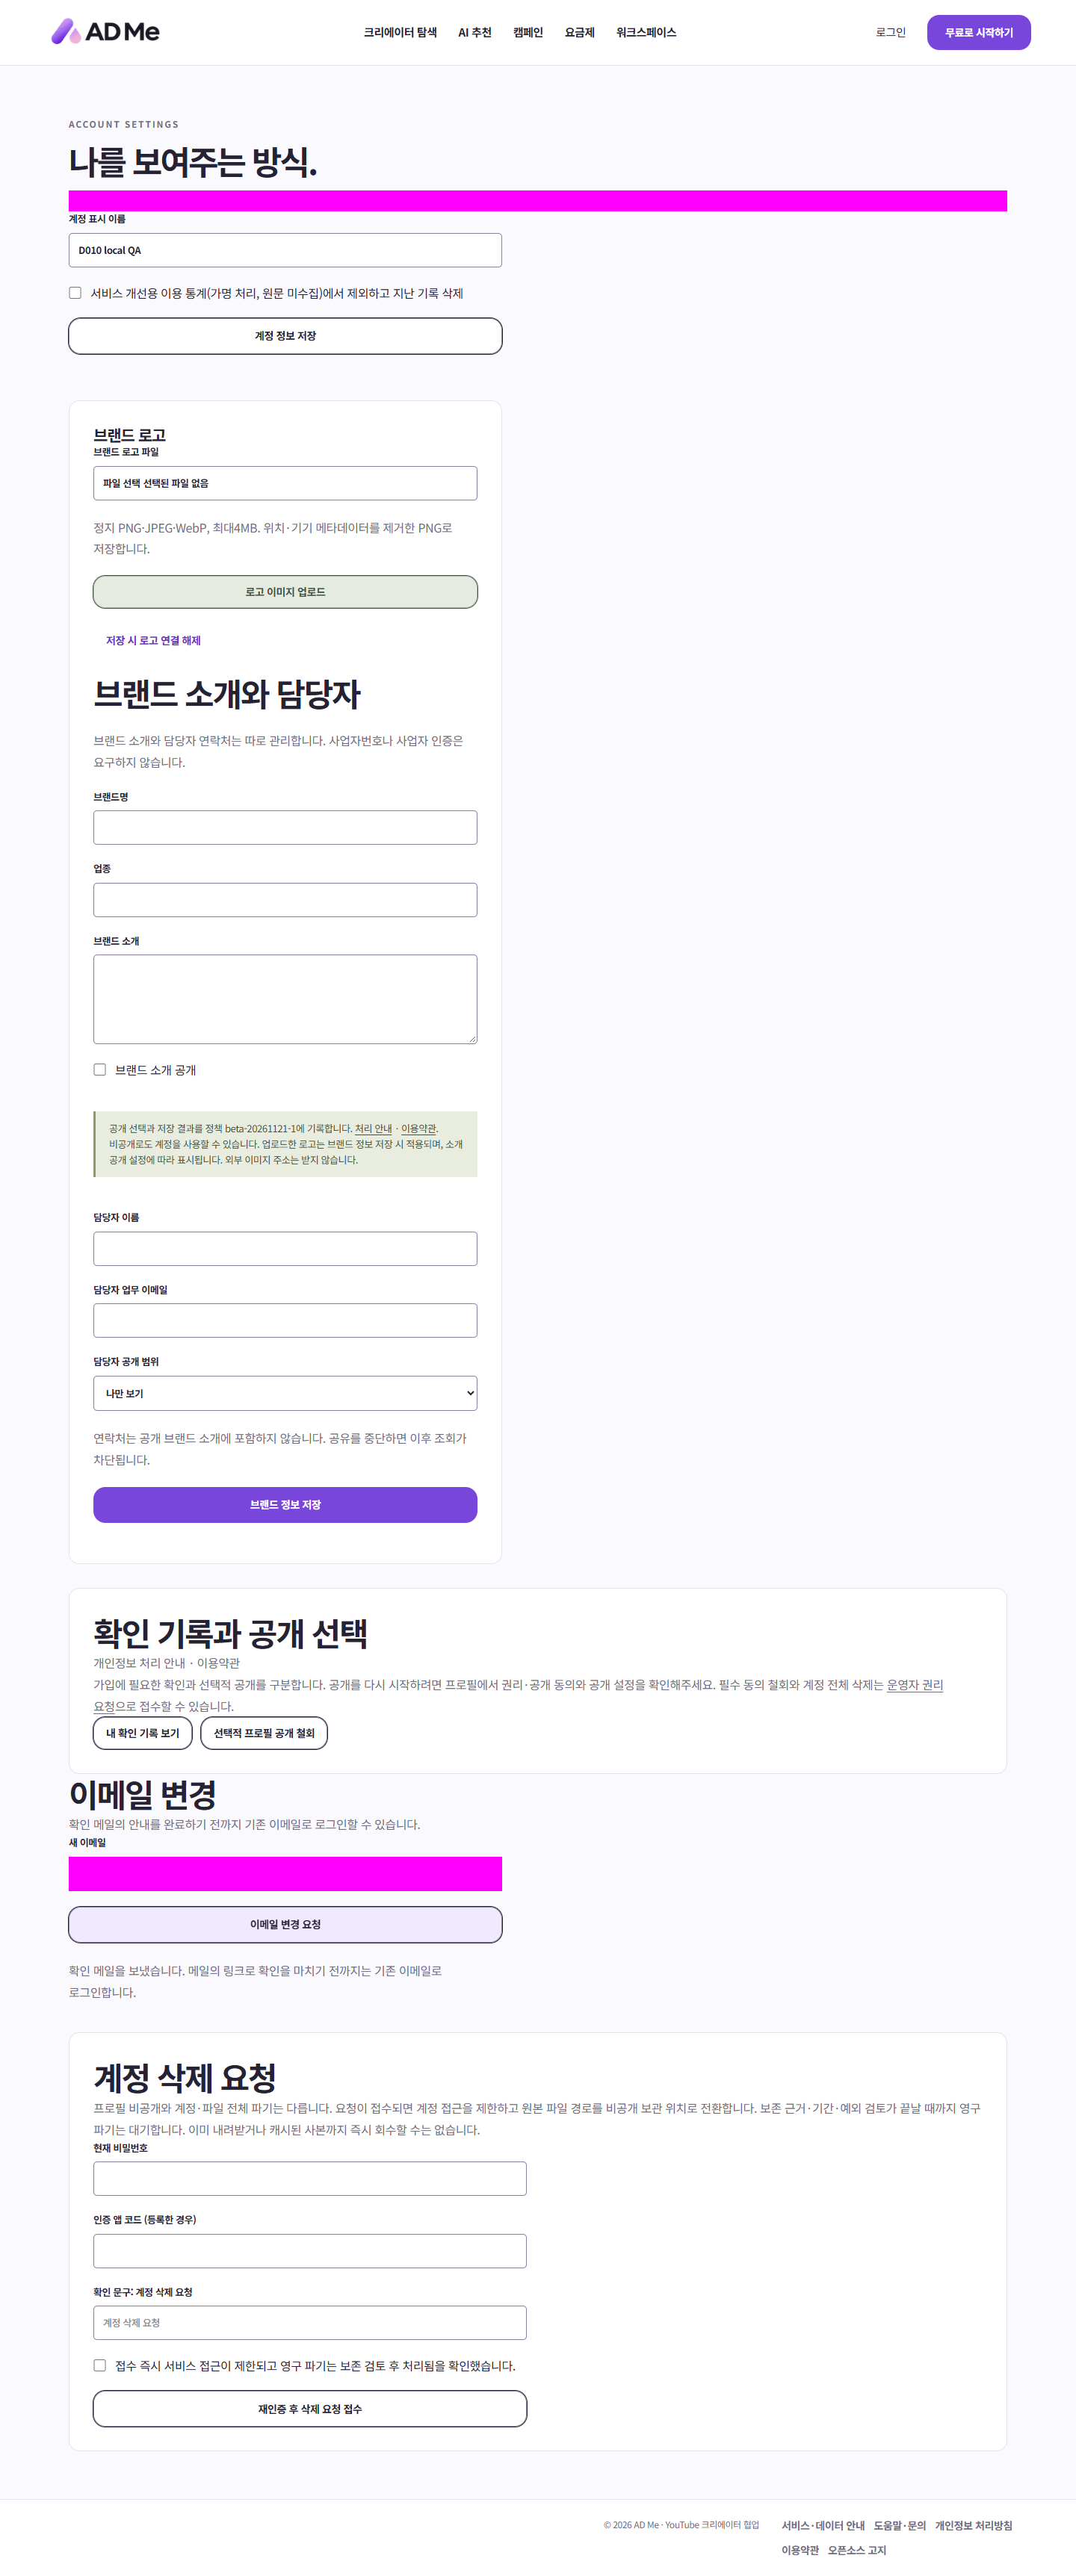 AD Me
크리에이터 탐색
AI 추천
캠페인
요금제
워크스페이스
로그인
무료로 시작하기
ACCOUNT SETTINGS
나를 보여주는 방식.
계정 표시 이름
D010 local QA
서비스 개선용 이용 통계(가명 처리, 원문 미수집)에서 제외하고 지난 기록 삭제
계정 정보 저장
브랜드 로고
브랜드 로고 파일
파일 선택 선택된 파일 없음
정지 PNG·JPEG·WebP, 최대4MB. 위치·기기 메타데이터를 제거한 PNG로
저장합니다.
로고 이미지 업로드
저장 시 로고 연결 해제
브랜드 소개와 담당자
브랜드 소개와 담당자 연락처는 따로 관리합니다. 사업자번호나 사업자 인증은
요구하지 않습니다.
브랜드명
업종
브랜드 소개
브랜드 소개 공개
공개 선택과 저장 결과를 정책 beta-20261121-1에 기록합니다. 처리 안내 · 이용약관.
비공개로도 계정을 사용할 수 있습니다. 업로드한 로고는 브랜드 정보 저장 시 적용되며, 소개
공개 설정에 따라 표시됩니다. 외부 이미지 주소는 받지 않습니다.
담당자 이름
담당자 업무 이메일
담당자 공개 범위
나만 보기
연락처는 공개 브랜드 소개에 포함하지 않습니다. 공유를 중단하면 이후 조회가
차단됩니다.
브랜드 정보 저장
확인 기록과 공개 선택
개인정보 처리 안내 · 이용약관
가입에 필요한 확인과 선택적 공개를 구분합니다. 공개를 다시 시작하려면 프로필에서 권리·공개 동의와 공개 설정을 확인해주세요. 필수 동의 철회와 계정 전체 삭제는 운영자 권리
요청으로 접수할 수 있습니다.
내 확인 기록 보기
선택적 프로필 공개 철회
이메일 변경
확인 메일의 안내를 완료하기 전까지 기존 이메일로 로그인할 수 있습니다.
새 이메일
이메일 변경 요청
확인 메일을 보냈습니다. 메일의 링크로 확인을 마치기 전까지는 기존 이메일로
로그인합니다.
계정 삭제 요청
프로필 비공개와 계정·파일 전체 파기는 다릅니다. 요청이 접수되면 계정 접근을 제한하고 원본 파일 경로를 비공개 보관 위치로 전환합니다. 보존 근거·기간·예외 검토가 끝날 때까지 영구
파기는 대기합니다. 이미 내려받거나 캐시된 사본까지 즉시 회수할 수는 없습니다.
현재 비밀번호
인증 앱 코드 (등록한 경우)
확인 문구: 계정 삭제 요청
계정 삭제 요청
접수 즉시 서비스 접근이 제한되고 영구 파기는 보존 검토 후 처리됨을 확인했습니다.
재인증 후 삭제 요청 접수
© 2026 AD Me · YouTube 크리에이터 협업
서비스·데이터 안내
도움말·문의
개인정보 처리방침
이용약관
오픈소스 고지